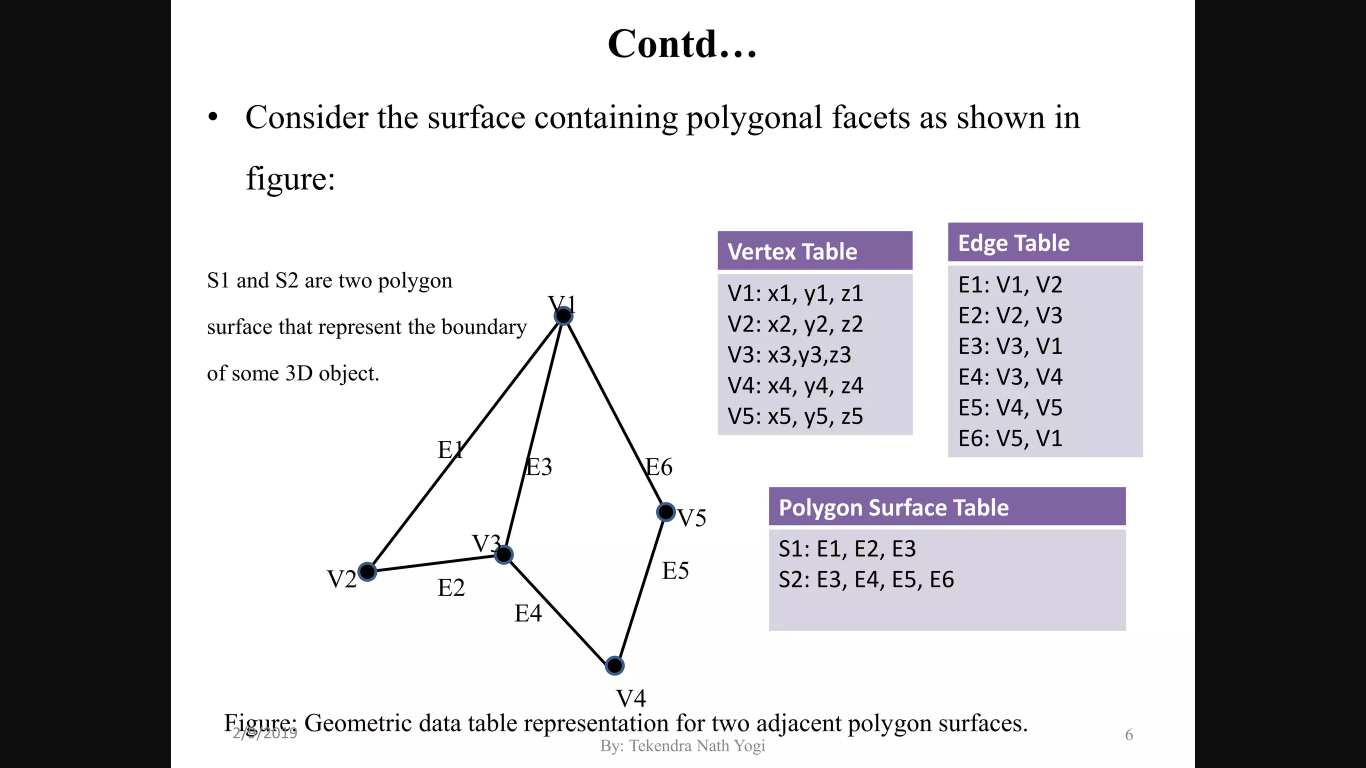 Contd…
• Consider the surface containing polygonal facets as shown in
figure:
S1 and S2 are two polygon
surface that represent the boundary
of some 3D object.
V1
E1
E3
E6
V5
V3
V2
E2
E5
E4
V4
Vertex Table
V1: x1, y1, z1
V2: x2, y2, z2
V3: x3,y3,z3
V4: x4, y4, z4
V5: x5, y5, z5
Edge Table
E1: V1, V2
E2: V2, V3
E3: V3, V1
E4: V3, V4
E5: V4, V5
E6: V5, V1
Polygon Surface Table
S1: E1, E2, E3
S2: E3, E4, E5, E6
Figure: Geometric data table representation for two adjacent polygon surfaces.
By: Tekendra Nath Yogi
6